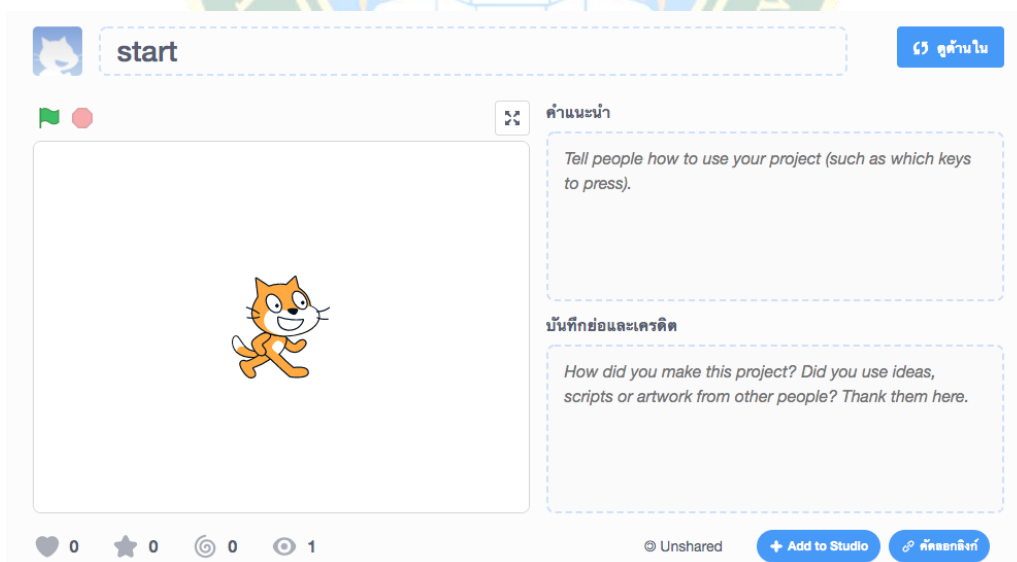 start
ดูด้านใน
คำแนะนำ
Tell people how to use your project (such as which keys
to press).
บันทึกย่อและเครดิต
How did you make this project? Did you use ideas,
scripts or artwork from other people? Thank them here.
0 0 0 1
Unshared
Add to Studio
คัดลอกลิงก์